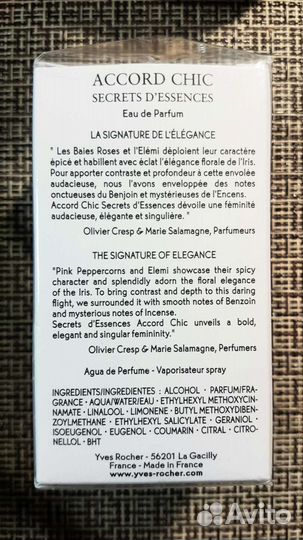 ACCORD CHIC
SECRETS D'ESSENCES
Eau de Parfum
LA SIGNATURE DE L'ÉLÉGANCE
" Les Baies Roses et l'Elémi déploient leur caractère
épicé et habillent avec éclat l'élégance florale de l'Iris.
Pour apporter contraste et profondeur à cette envolée
audacieuse, nous l'avons enveloppée des notes
onctueuses du Benjoin et mystérieuses de l'Encens.
Accord Chic Secrets d'Essences dévoile une féminité
audacieuse, élégante et singulière. "
Olivier Cresp & Marie Salamagne, Parfumeurs
THE SIGNATURE OF ELEGANCE
"Pink Peppercorns and Elemi showcase their spicy
character and splendidly adorn the floral elegance
of the Iris. To bring contrast and depth to this daring
flight, we surrounded it with smooth notes of Benzoin
and mysterious notes of Incense.
Secrets d'Essences Accord Chic unveils a bold,
elegant and singular femininity."
Olivier Cresp & Marie Salamagne, Perfumers
Agua de Perfume - Vaporisateur spray
INGREDIENTS/INGREDIENTES : ALCOHOL • PARFUM/FRA-
GRANCE • AQUA/WATER/EAU • ETHYLHEXYL METHOXYCIN-
NAMATE • LINALOOL • LIMONENE • BUTYL METHOXYDIBEN-
ZOYLMETHANE • ETHYLHEXYL SALICYLATE • GERANIOL •
ISOEUGENOL • EUGENOL • COUMARIN • CITRAL • CITRO-
NELLOL • BHT
Yves Rocher - 56201 La Gacilly
France - Made in France
www.yves-rocher.com
Avito